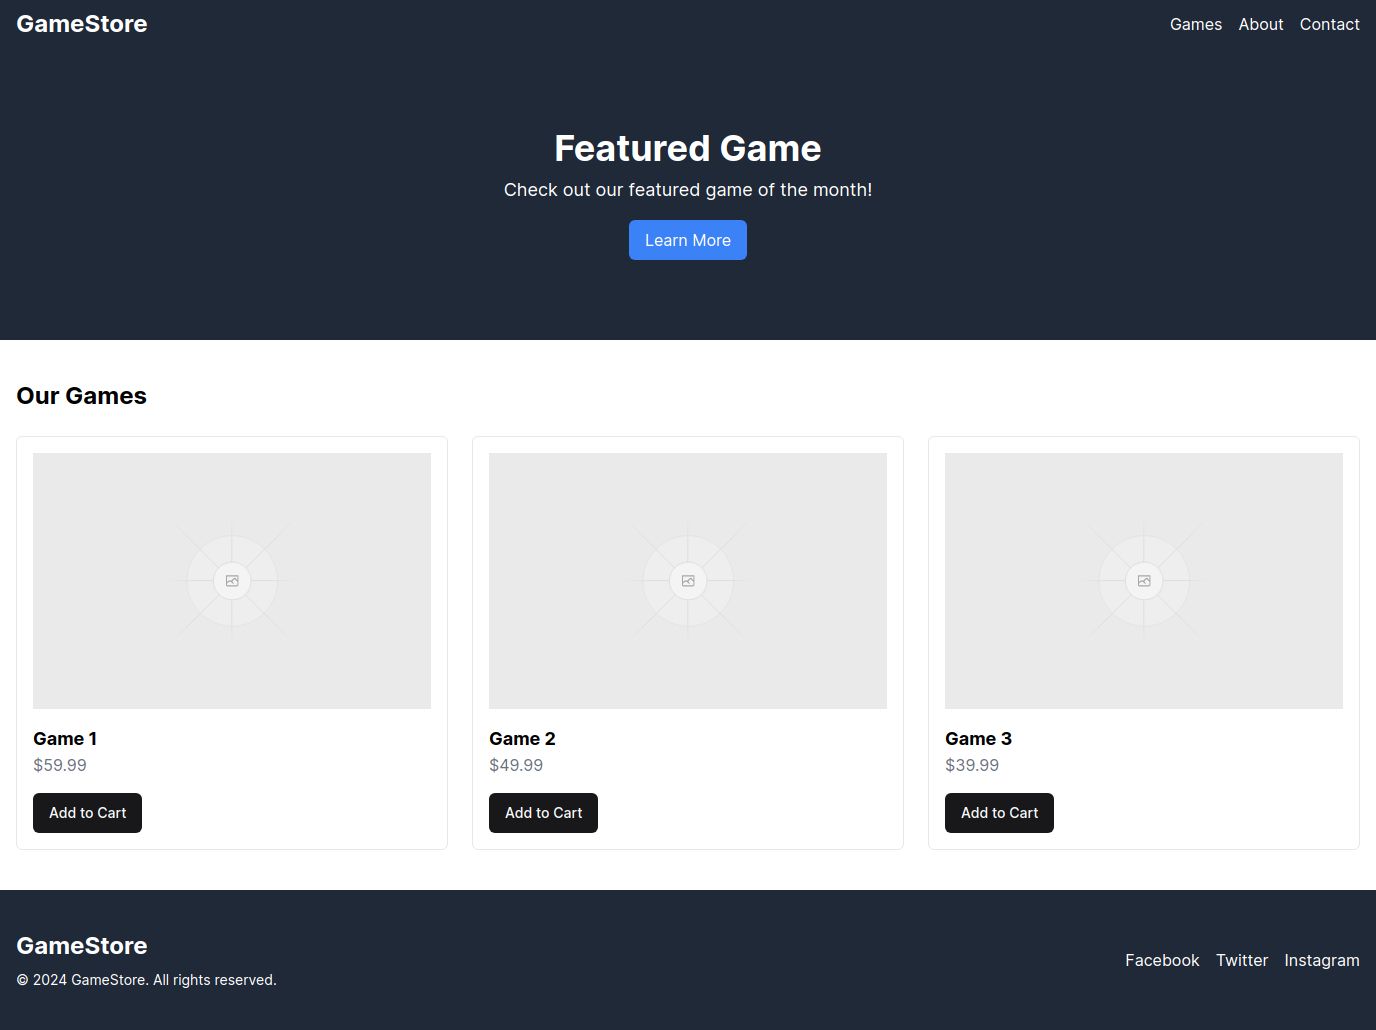 GameStore
Games About Contact
Featured Game
Check out our featured game of the month!
Learn More
Our Games
Game 1
$59.99
Add to Cart
Game 2
$49.99
Add to Cart
Game 3
$39.99
Add to Cart
GameStore
© 2024 GameStore. All rights reserved.
Facebook Twitter Instagram